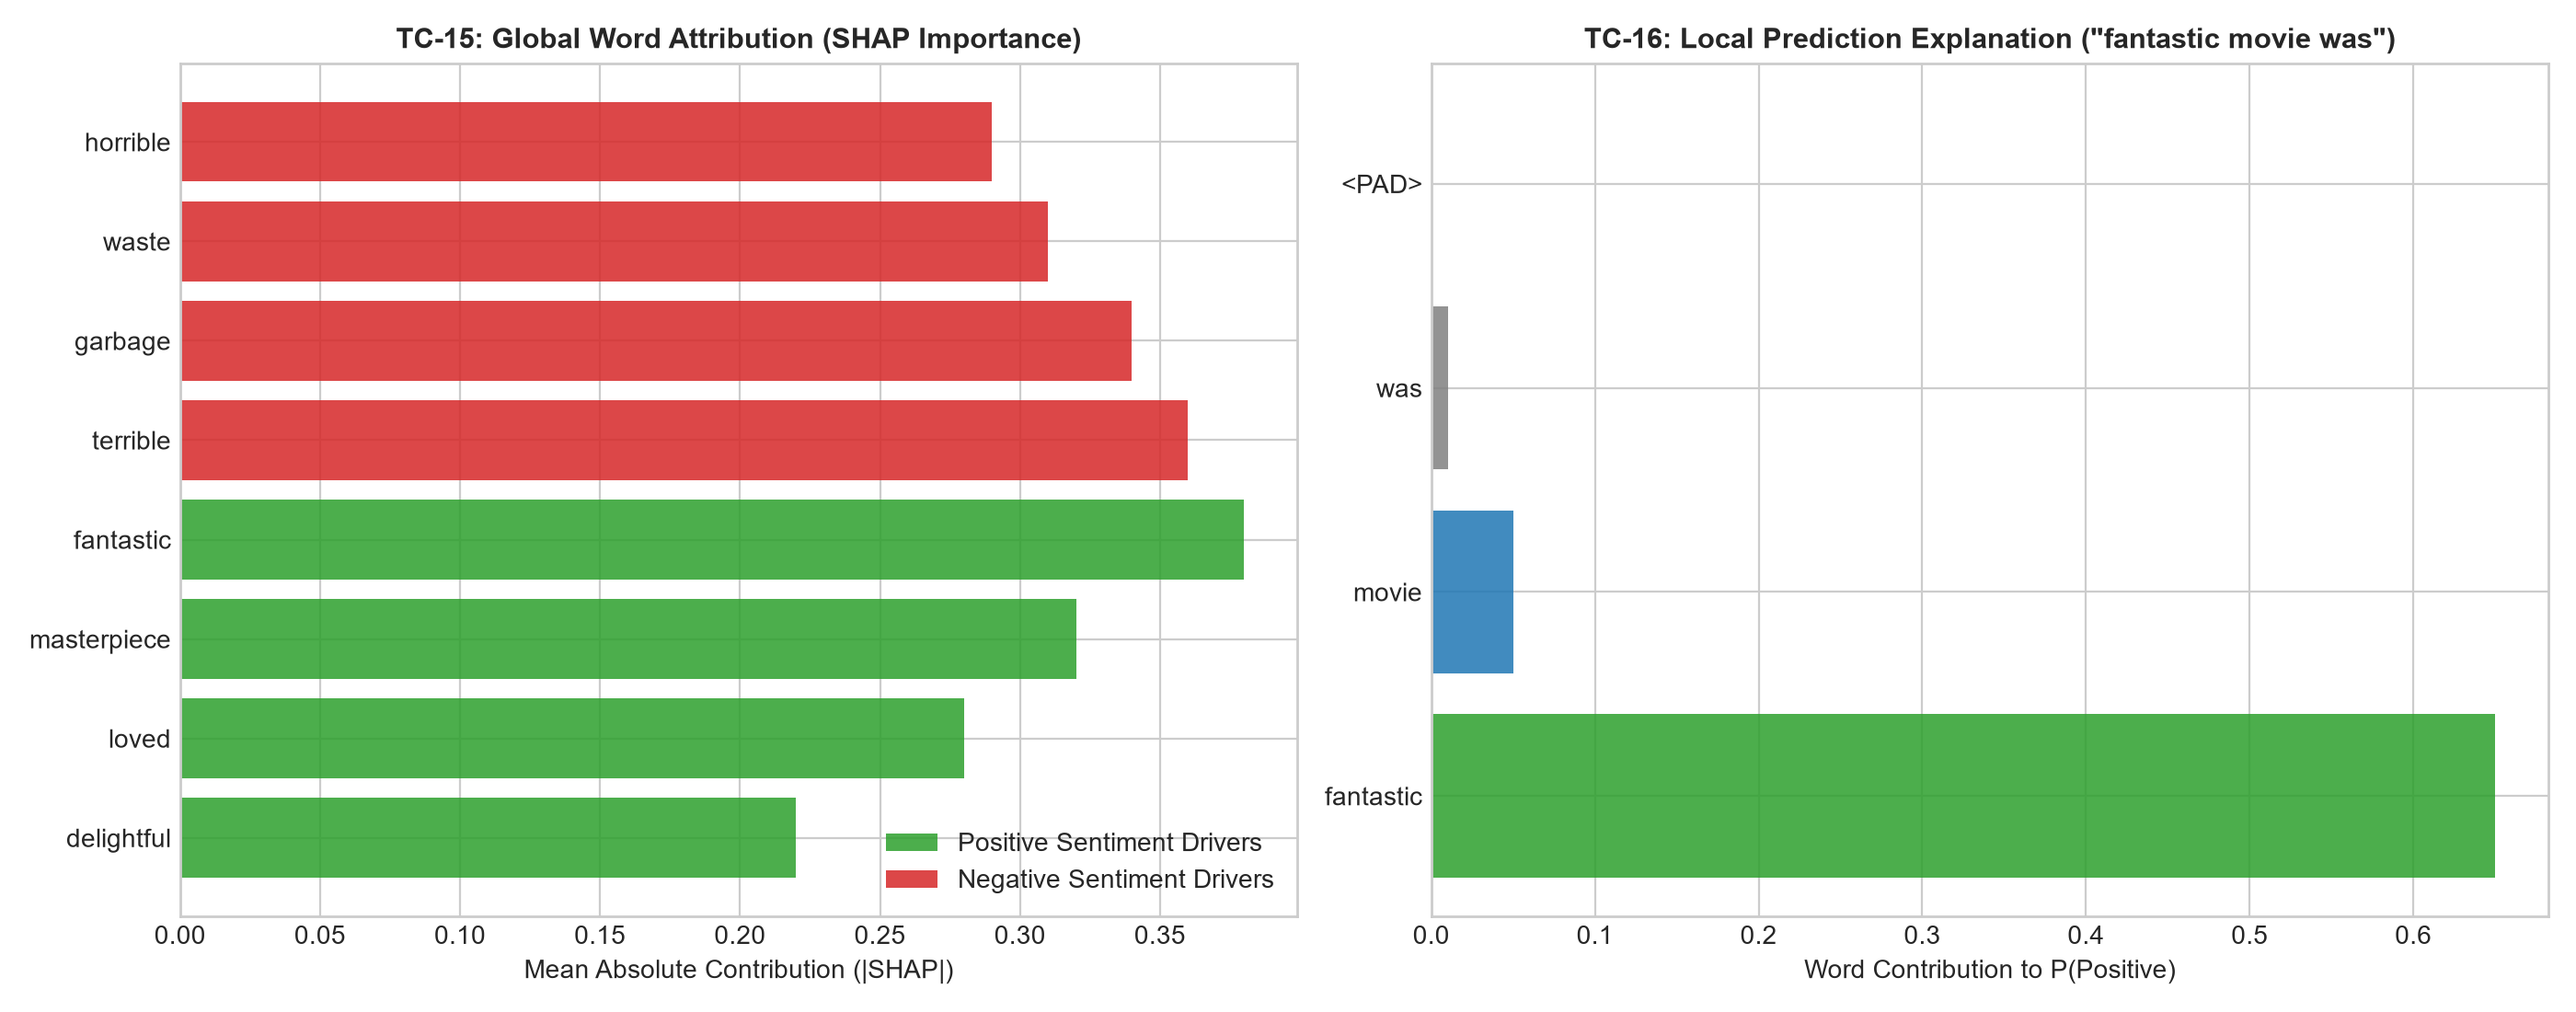 TC-15: Global Word Attribution (SHAP Importance)
horrible
waste
garbage
terrible
fantastic
masterpiece
loved
delightful
Positive Sentiment Drivers
Negative Sentiment Drivers
0.00 0.05 0.10 0.15 0.20 0.25 0.30 0.35
Mean Absolute Contribution (|SHAP|)
TC-16: Local Prediction Explanation ("fantastic movie was")
<PAD>
was
movie
fantastic
0.0 0.1 0.2 0.3 0.4 0.5 0.6
Word Contribution to P(Positive)